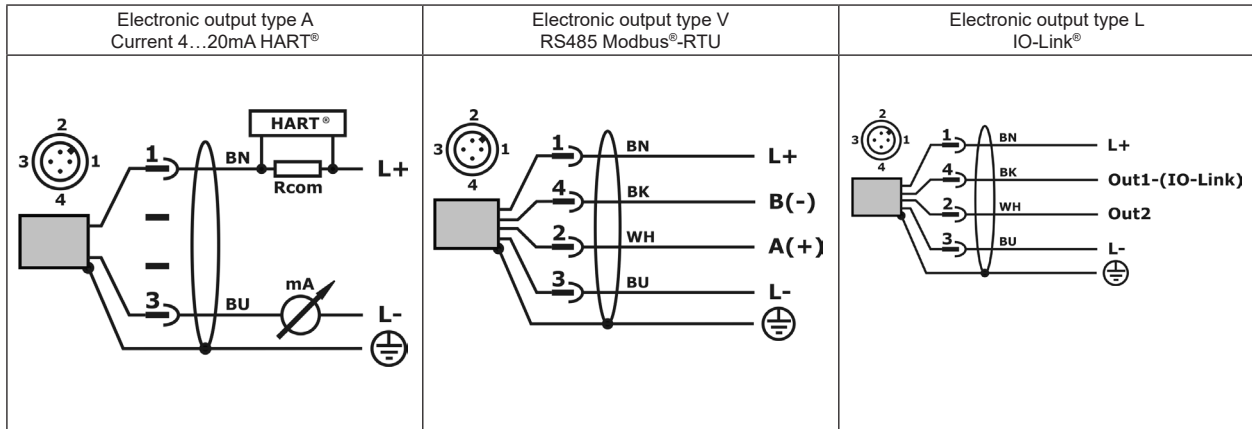 Electronic output type A
Current 4…20mA HART®
Electronic output type V
RS485 Modbus®-RTU
Electronic output type L
IO-Link®
HART®
2
3
1
4
1
BN
Rcom
L+
3
BU
mA
L-
2
3
1
4
1
BN
L+
4
BK
B(-)
2
WH
A(+)
3
BU
L-
2
3
1
4
1
BN
L+
4
BK
Out1-(IO-Link)
2
WH
Out2
3
BU
L-